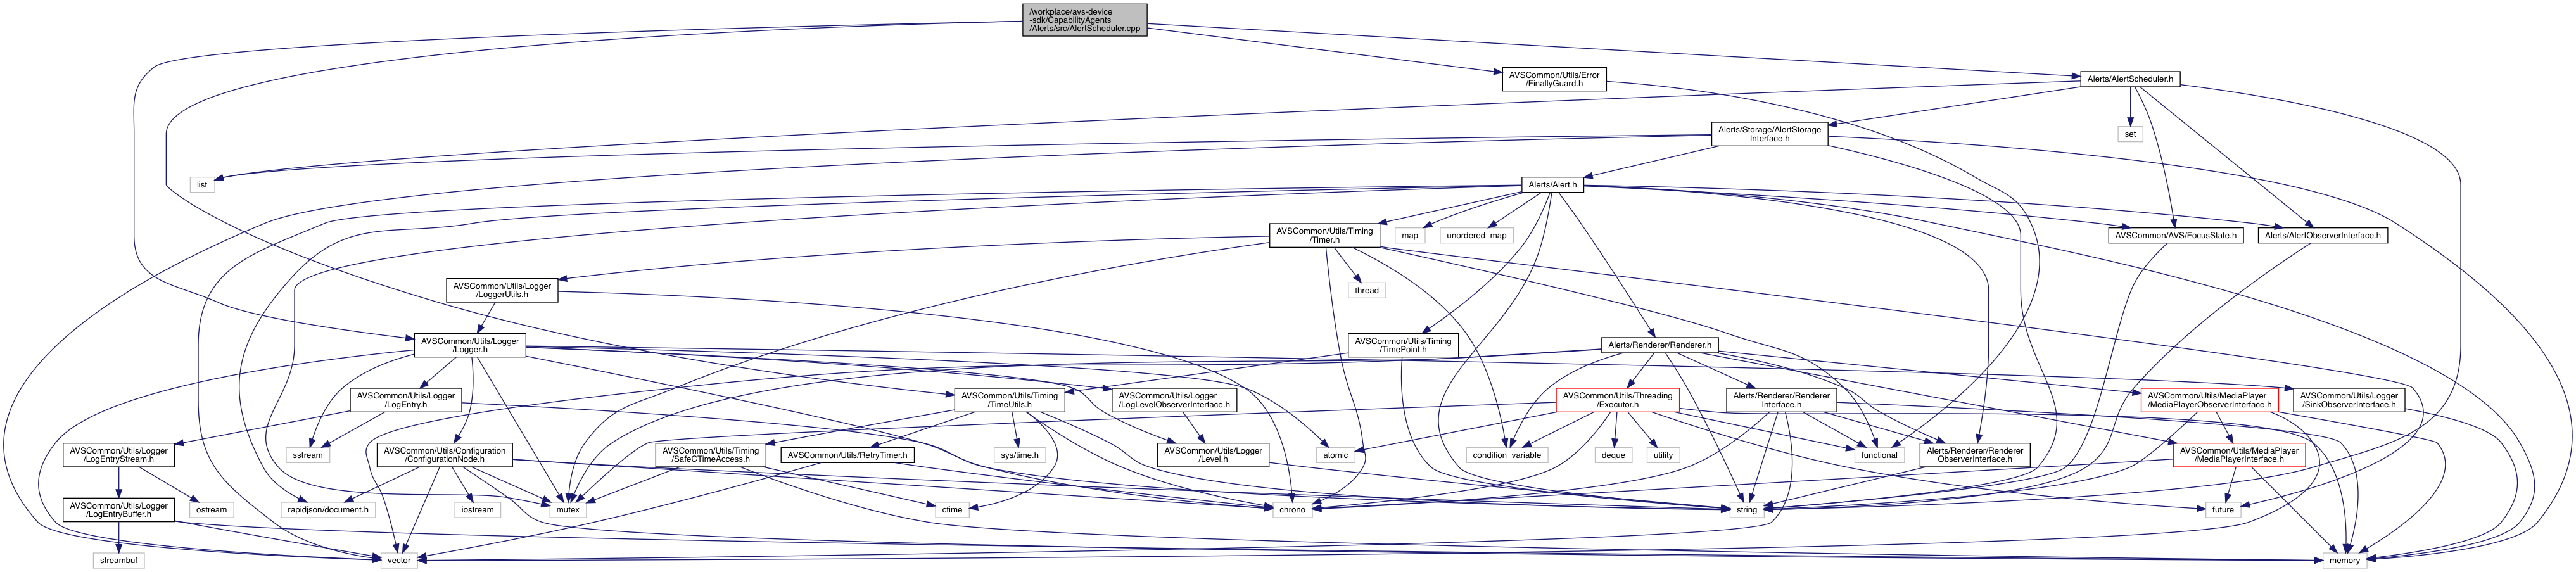 /workplace/avs-device
-sdk/CapabilityAgents
/Alerts/src/AlertScheduler.cpp
AVSCommon/Utils/Error
/FinallyGuard.h
Alerts/AlertScheduler.h
Alerts/Storage/AlertStorage
Interface.h
set
list
Alerts/Alert.h
AVSCommon/Utils/Timing
/Timer.h
map
unordered_map
AVSCommon/AVS/FocusState.h
Alerts/AlertObserverInterface.h
AVSCommon/Utils/Logger
/LoggerUtils.h
thread
AVSCommon/Utils/Logger
/Logger.h
AVSCommon/Utils/Timing
/TimePoint.h
Alerts/Renderer/Renderer.h
AVSCommon/Utils/Logger
/LogEntry.h
AVSCommon/Utils/Timing
/TimeUtils.h
AVSCommon/Utils/Logger
/LogLevelObserverInterface.h
AVSCommon/Utils/Threading
/Executor.h
Alerts/Renderer/Renderer
Interface.h
AVSCommon/Utils/MediaPlayer
/MediaPlayerObserverInterface.h
AVSCommon/Utils/Logger
/SinkObserverInterface.h
AVSCommon/Utils/Logger
/LogEntryStream.h
sstream
AVSCommon/Utils/Configuration
/ConfigurationNode.h
AVSCommon/Utils/Timing
/SafeCTimeAccess.h
AVSCommon/Utils/RetryTimer.h
sys/time.h
AVSCommon/Utils/Logger
/Level.h
atomic
condition_variable
deque
utility
functional
Alerts/Renderer/Renderer
ObserverInterface.h
AVSCommon/Utils/MediaPlayer
/MediaPlayerInterface.h
AVSCommon/Utils/Logger
/LogEntryBuffer.h
ostream
rapidjson/document.h
iostream
mutex
ctime
chrono
string
future
streambuf
vector
memory